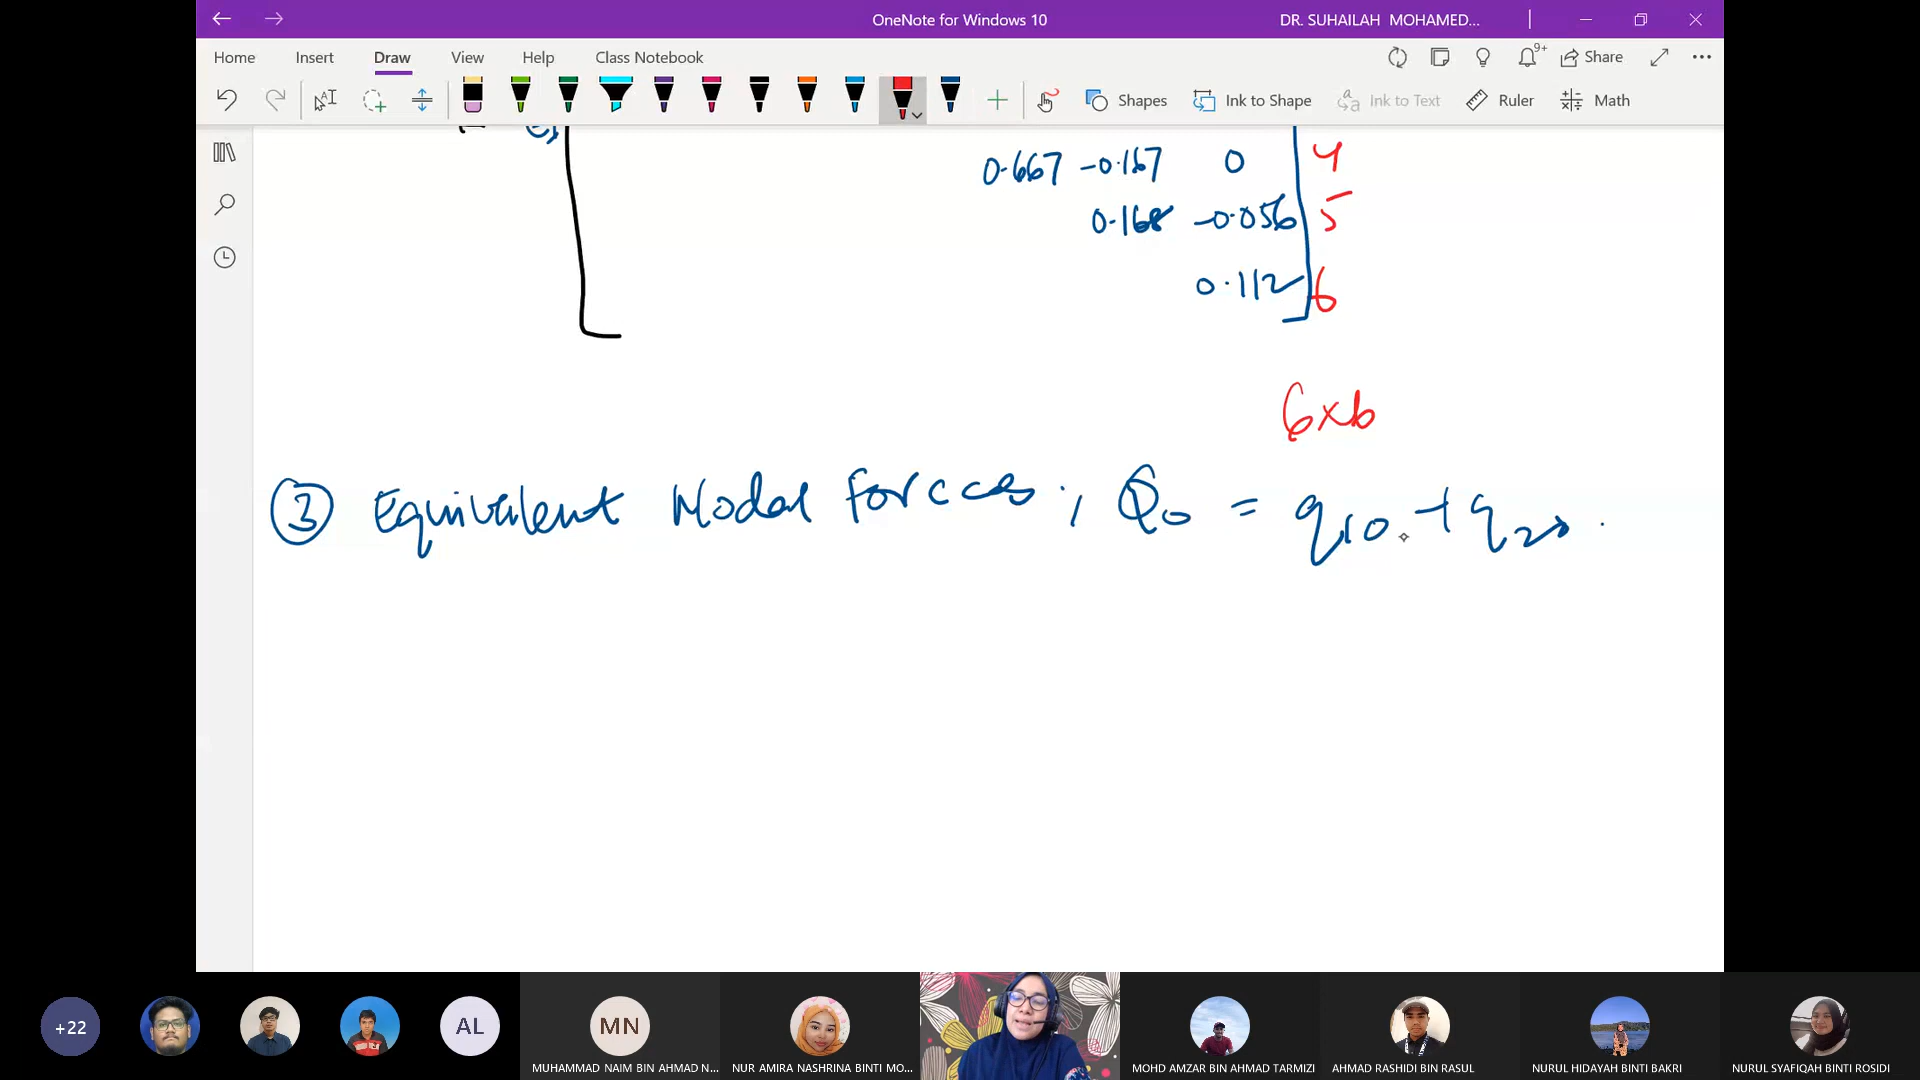 OneNote for Windows 10
DR. SUHAILAH MOHAMED...
Home Insert Draw View Help Class Notebook
9+ Share
Shapes Ink to Shape Ink to Text Ruler Math
0.667 -0.167 0 4
0.168 -0.056 5
0.112 6
6x6
③ Equivalent Nodal Forces; Q0 = q10 + q20.
+22
AL
MN
MUHAMMAD NAIM BIN AHMAD N...
NUR AMIRA NASHRINA BINTI MO...
MOHD AMZAR BIN AHMAD TARMIZI
AHMAD RASHIDI BIN RASUL
NURUL HIDAYAH BINTI BAKRI
NURUL SYAFIQAH BINTI ROSIDI